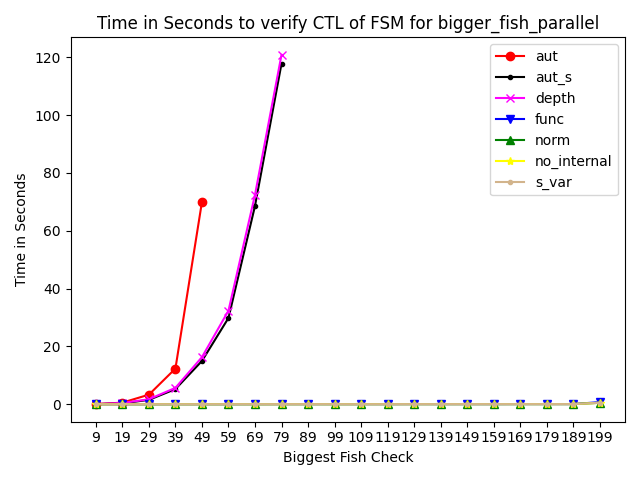 Time in Seconds to verify CTL of FSM for bigger_fish_parallel
120
100
80
60
40
20
0
Time in Seconds
aut
aut_s
depth
func
norm
no_internal
s_var
9 19 29 39 49 59 69 79 89 99 109 119 129 139 149 159 169 179 189 199
Biggest Fish Check